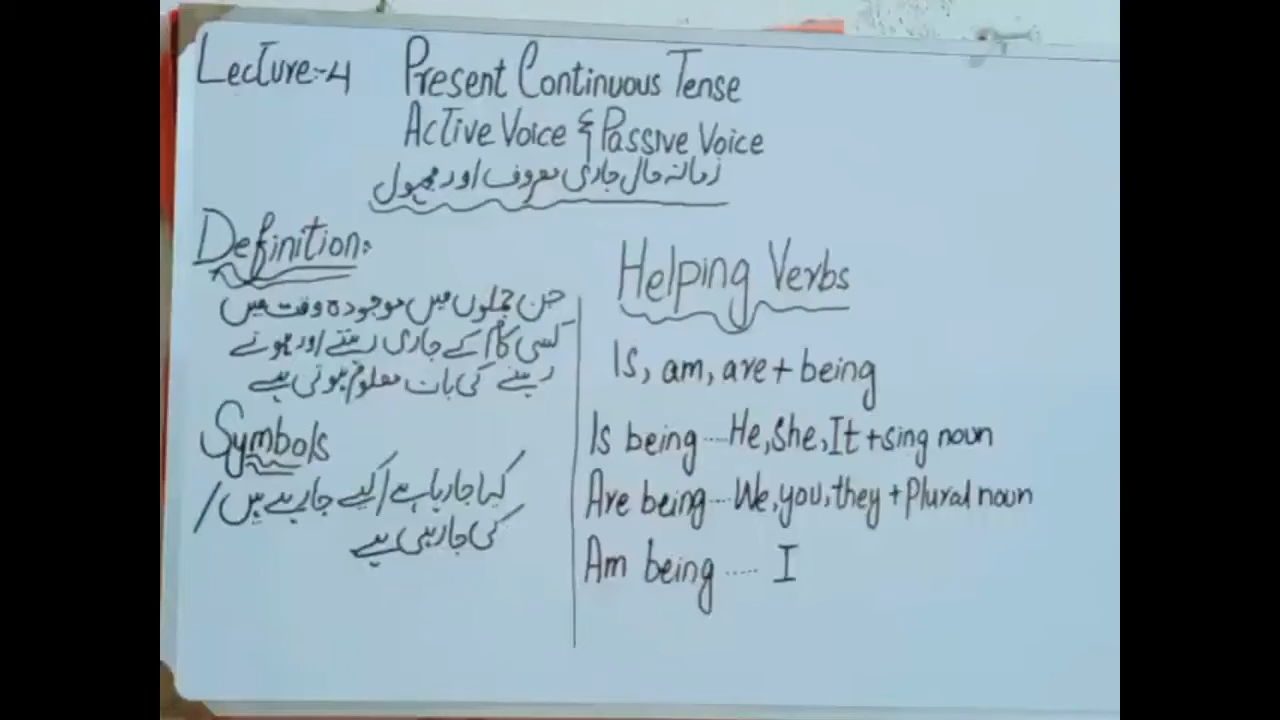 Lecture:-4 Present Continuous Tense
Active Voice & Passive Voice
زمانہ حال جاری معروف اور مجہول
Definition:
جن جملوں میں موجودہ وقت میں
کسی کام کے جاری رہنے اور ہونے
رہنے کی بات معلوم ہوتی ہے
Symbols
کیا جا رہا ہے / کیے جا رہے ہیں /
کی جا رہی ہے
Helping Verbs
Is, am, are + being
Is being .... He, She, It + sing noun
Are being ... We, you, they + Plural noun
Am being ..... I